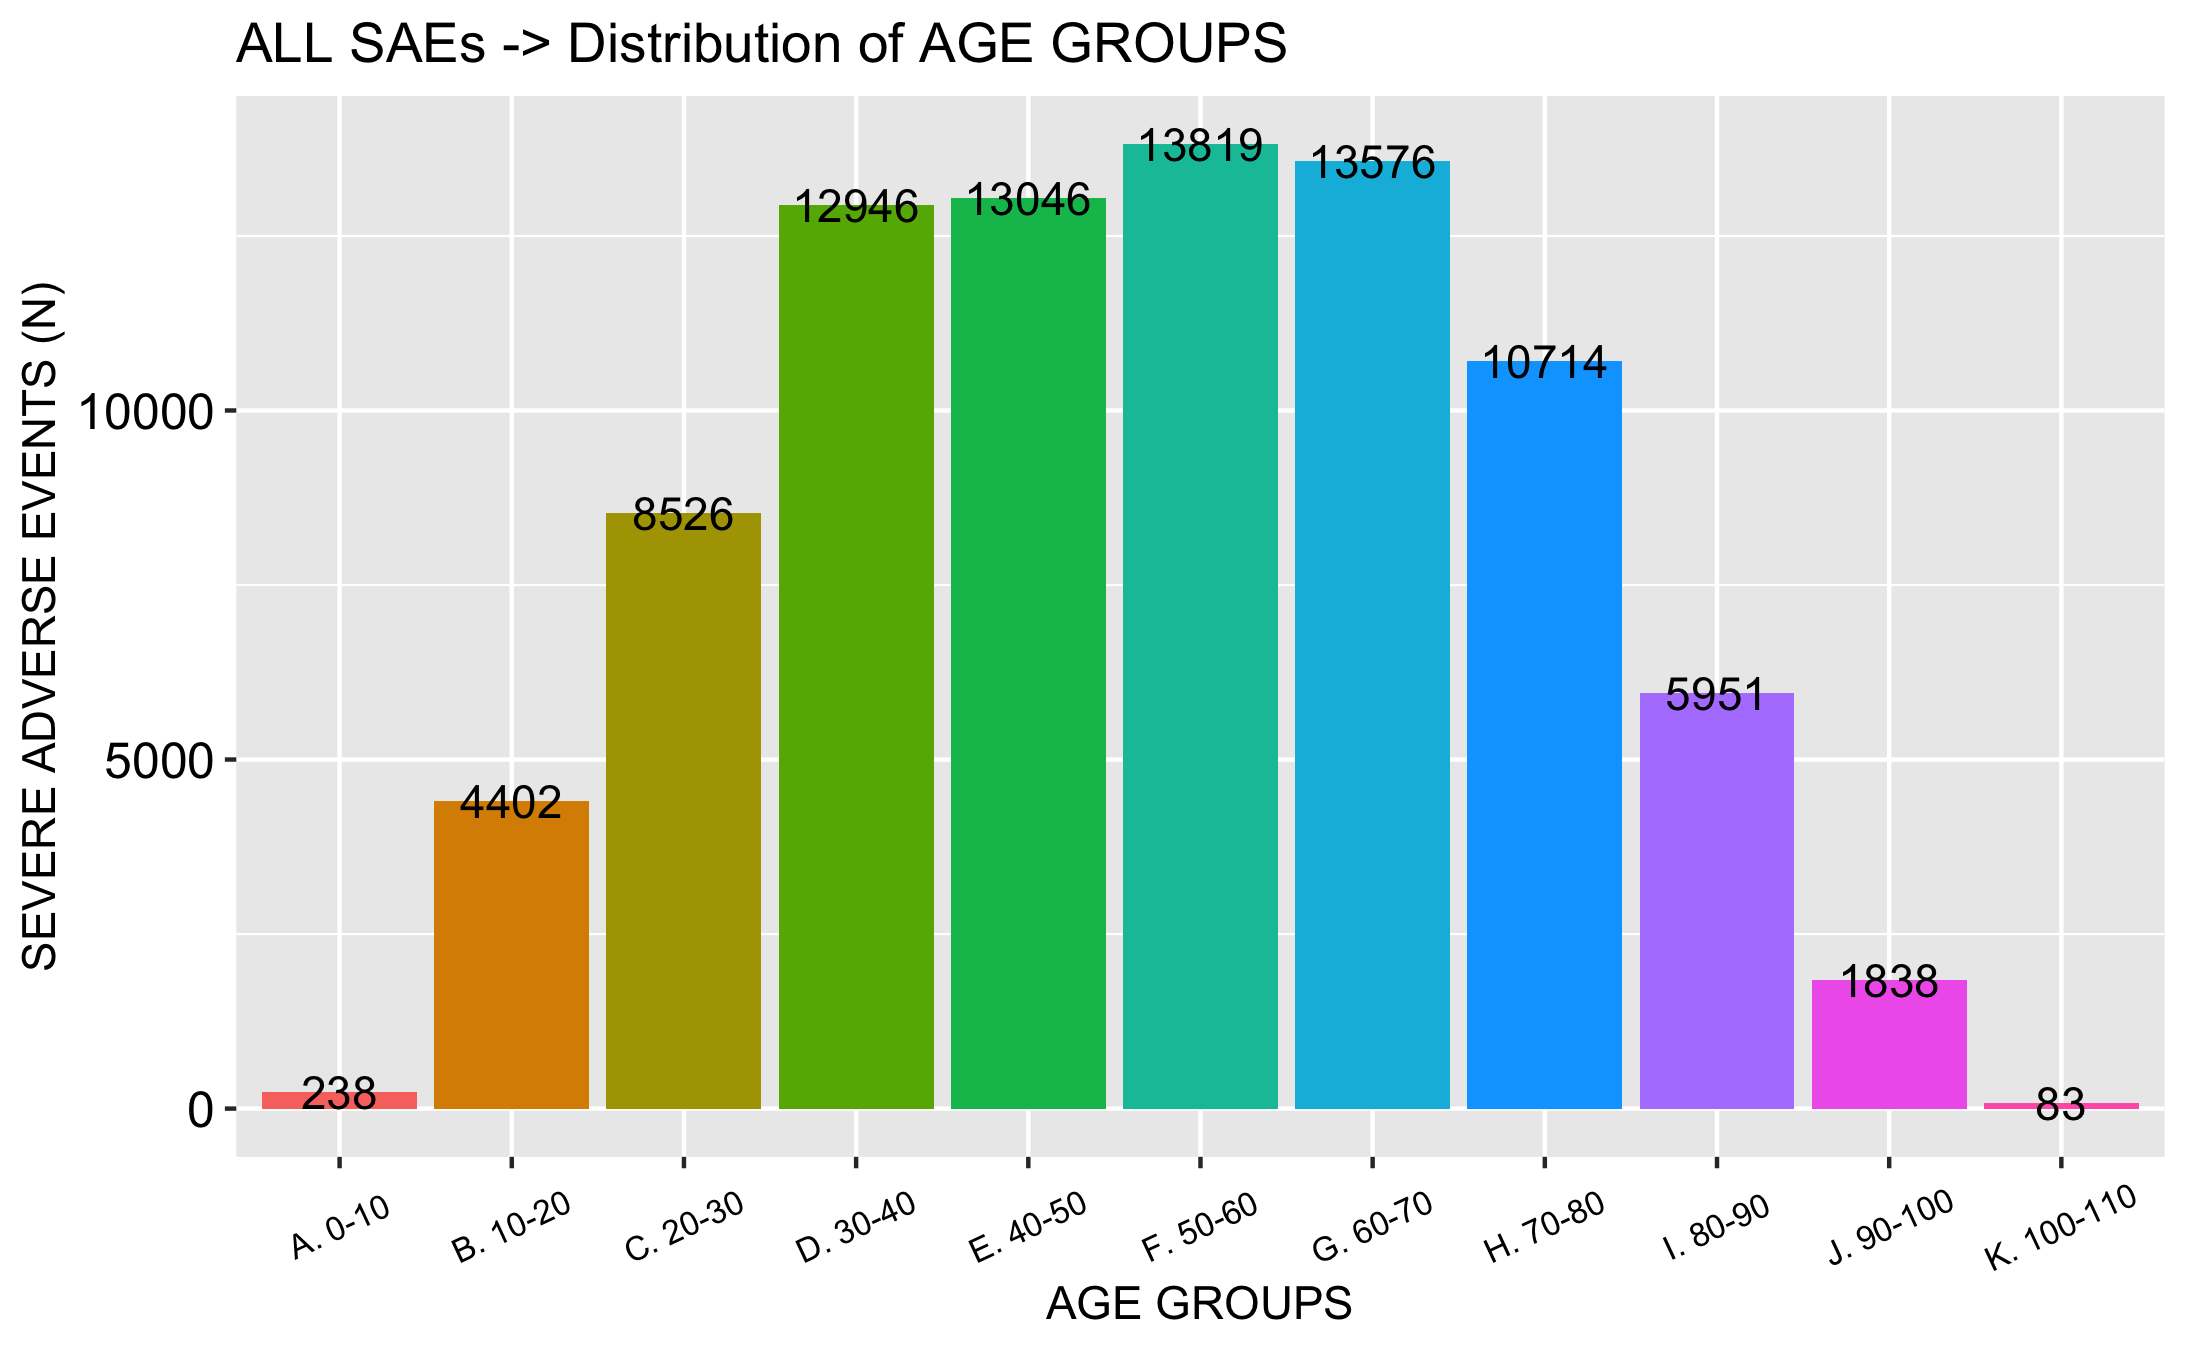 ALL SAEs -> Distribution of AGE GROUPS
SEVERE ADVERSE EVENTS (N)
10000
5000
0
238
4402
8526
12946
13046
13819
13576
10714
5951
1838
83
A. 0-10
B. 10-20
C. 20-30
D. 30-40
E. 40-50
F. 50-60
G. 60-70
H. 70-80
I. 80-90
J. 90-100
K. 100-110
AGE GROUPS